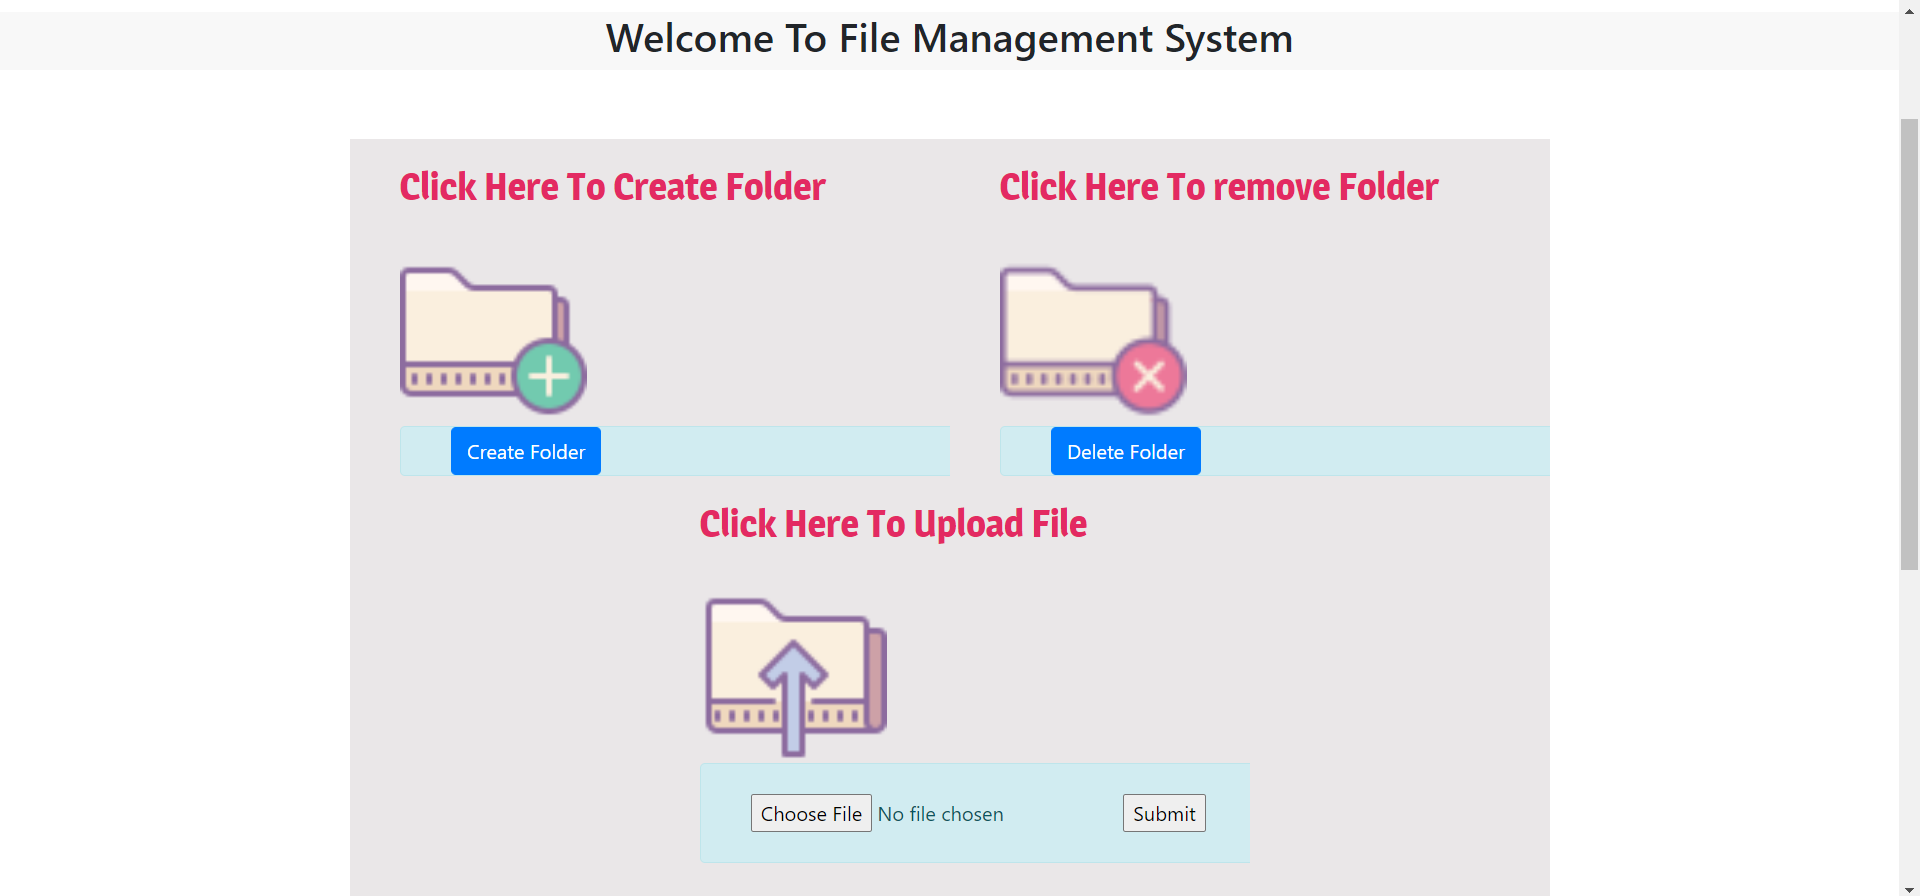 Welcome To File Management System
Click Here To Create Folder
Click Here To remove Folder
Create Folder
Delete Folder
Click Here To Upload File
Choose File No file chosen
Submit